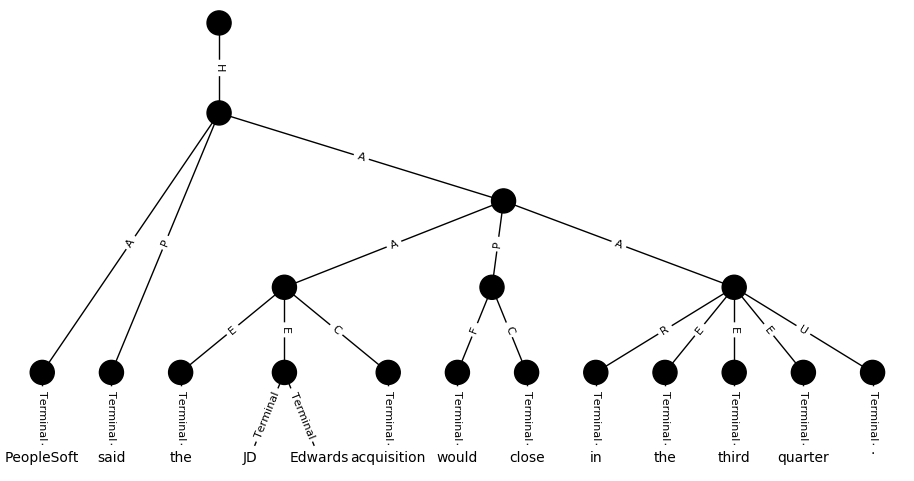 H
A
A P A P A
E E C F C R E E E U
Terminal Terminal Terminal Terminal Terminal Terminal Terminal Terminal Terminal Terminal Terminal Terminal Terminal
PeopleSoft said the JD Edwards acquisition would close in the third quarter .